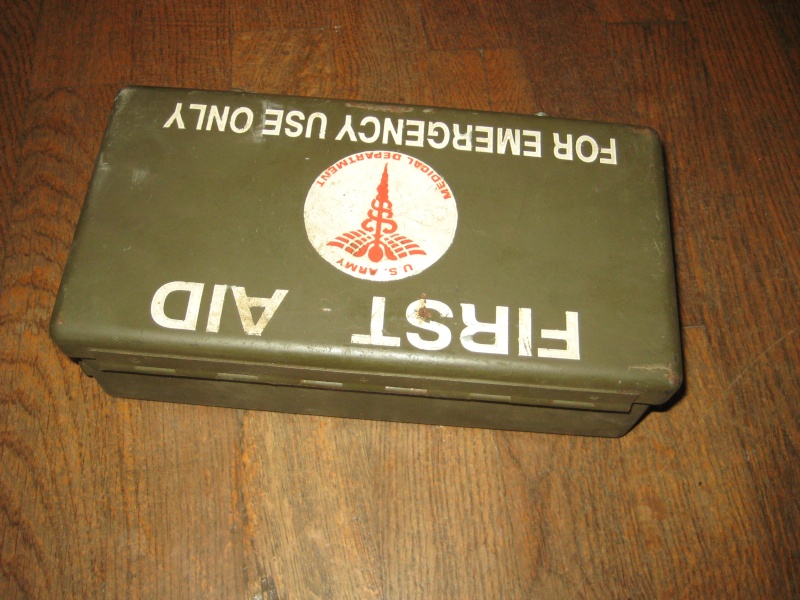 FIRST AID
U.S. ARMY
MEDICAL DEPARTMENT
FOR EMERGENCY USE ONLY